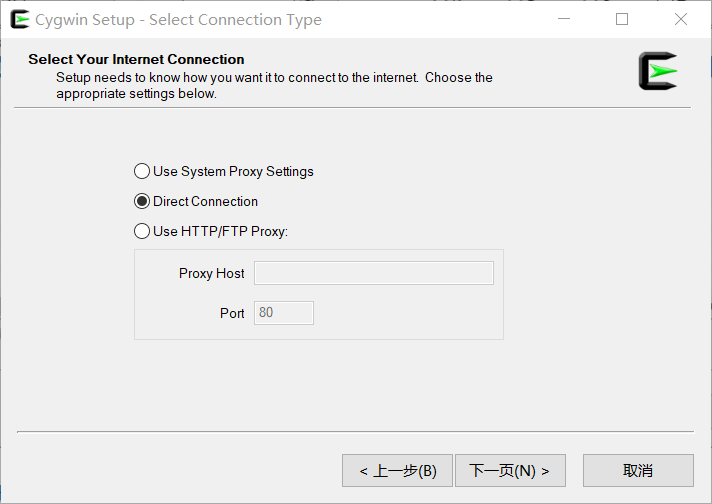 Cygwin Setup - Select Connection Type
Select Your Internet Connection
Setup needs to know how you want it to connect to the internet.  Choose the
appropriate settings below.
Use System Proxy Settings
Direct Connection
Use HTTP/FTP Proxy:
Proxy Host
Port 80
< 上一步(B) 下一页(N) > 取消